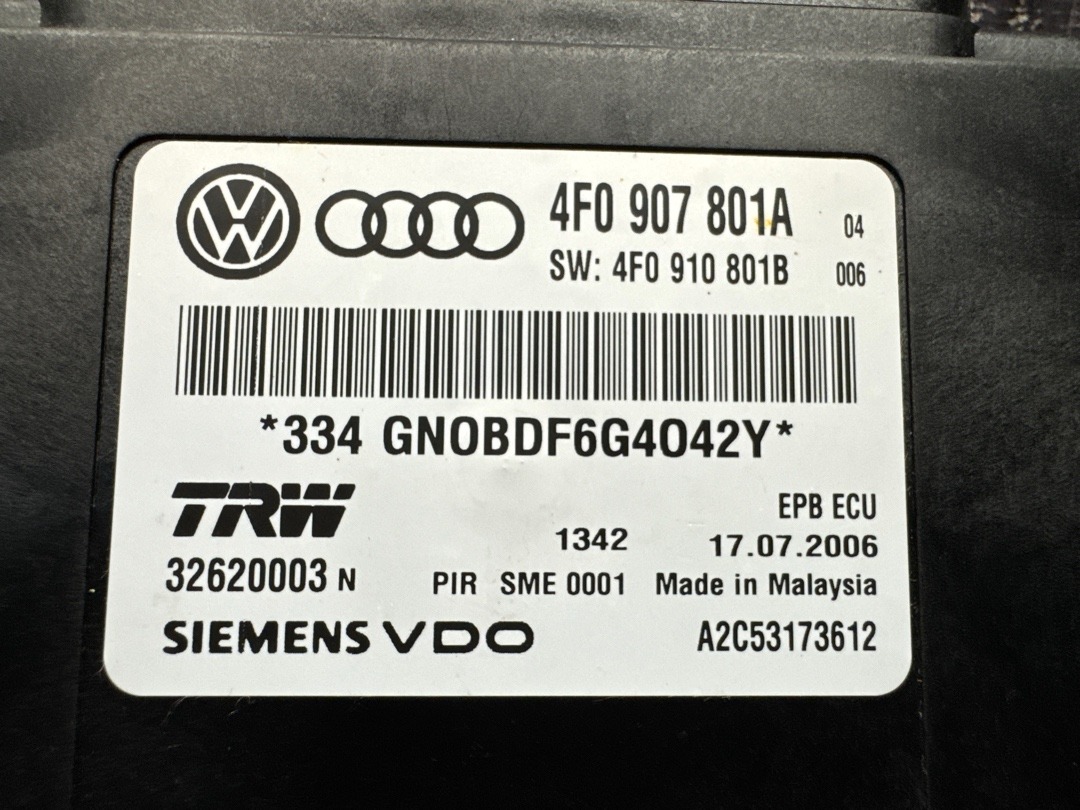 4F0 907 801A 04
SW: 4F0 910 801B 006
*334 GN0BDF6G4042Y*
TRW EPB ECU
1342 17.07.2006
32620003 N PIR SME 0001 Made in Malaysia
SIEMENS VDO A2C53173612